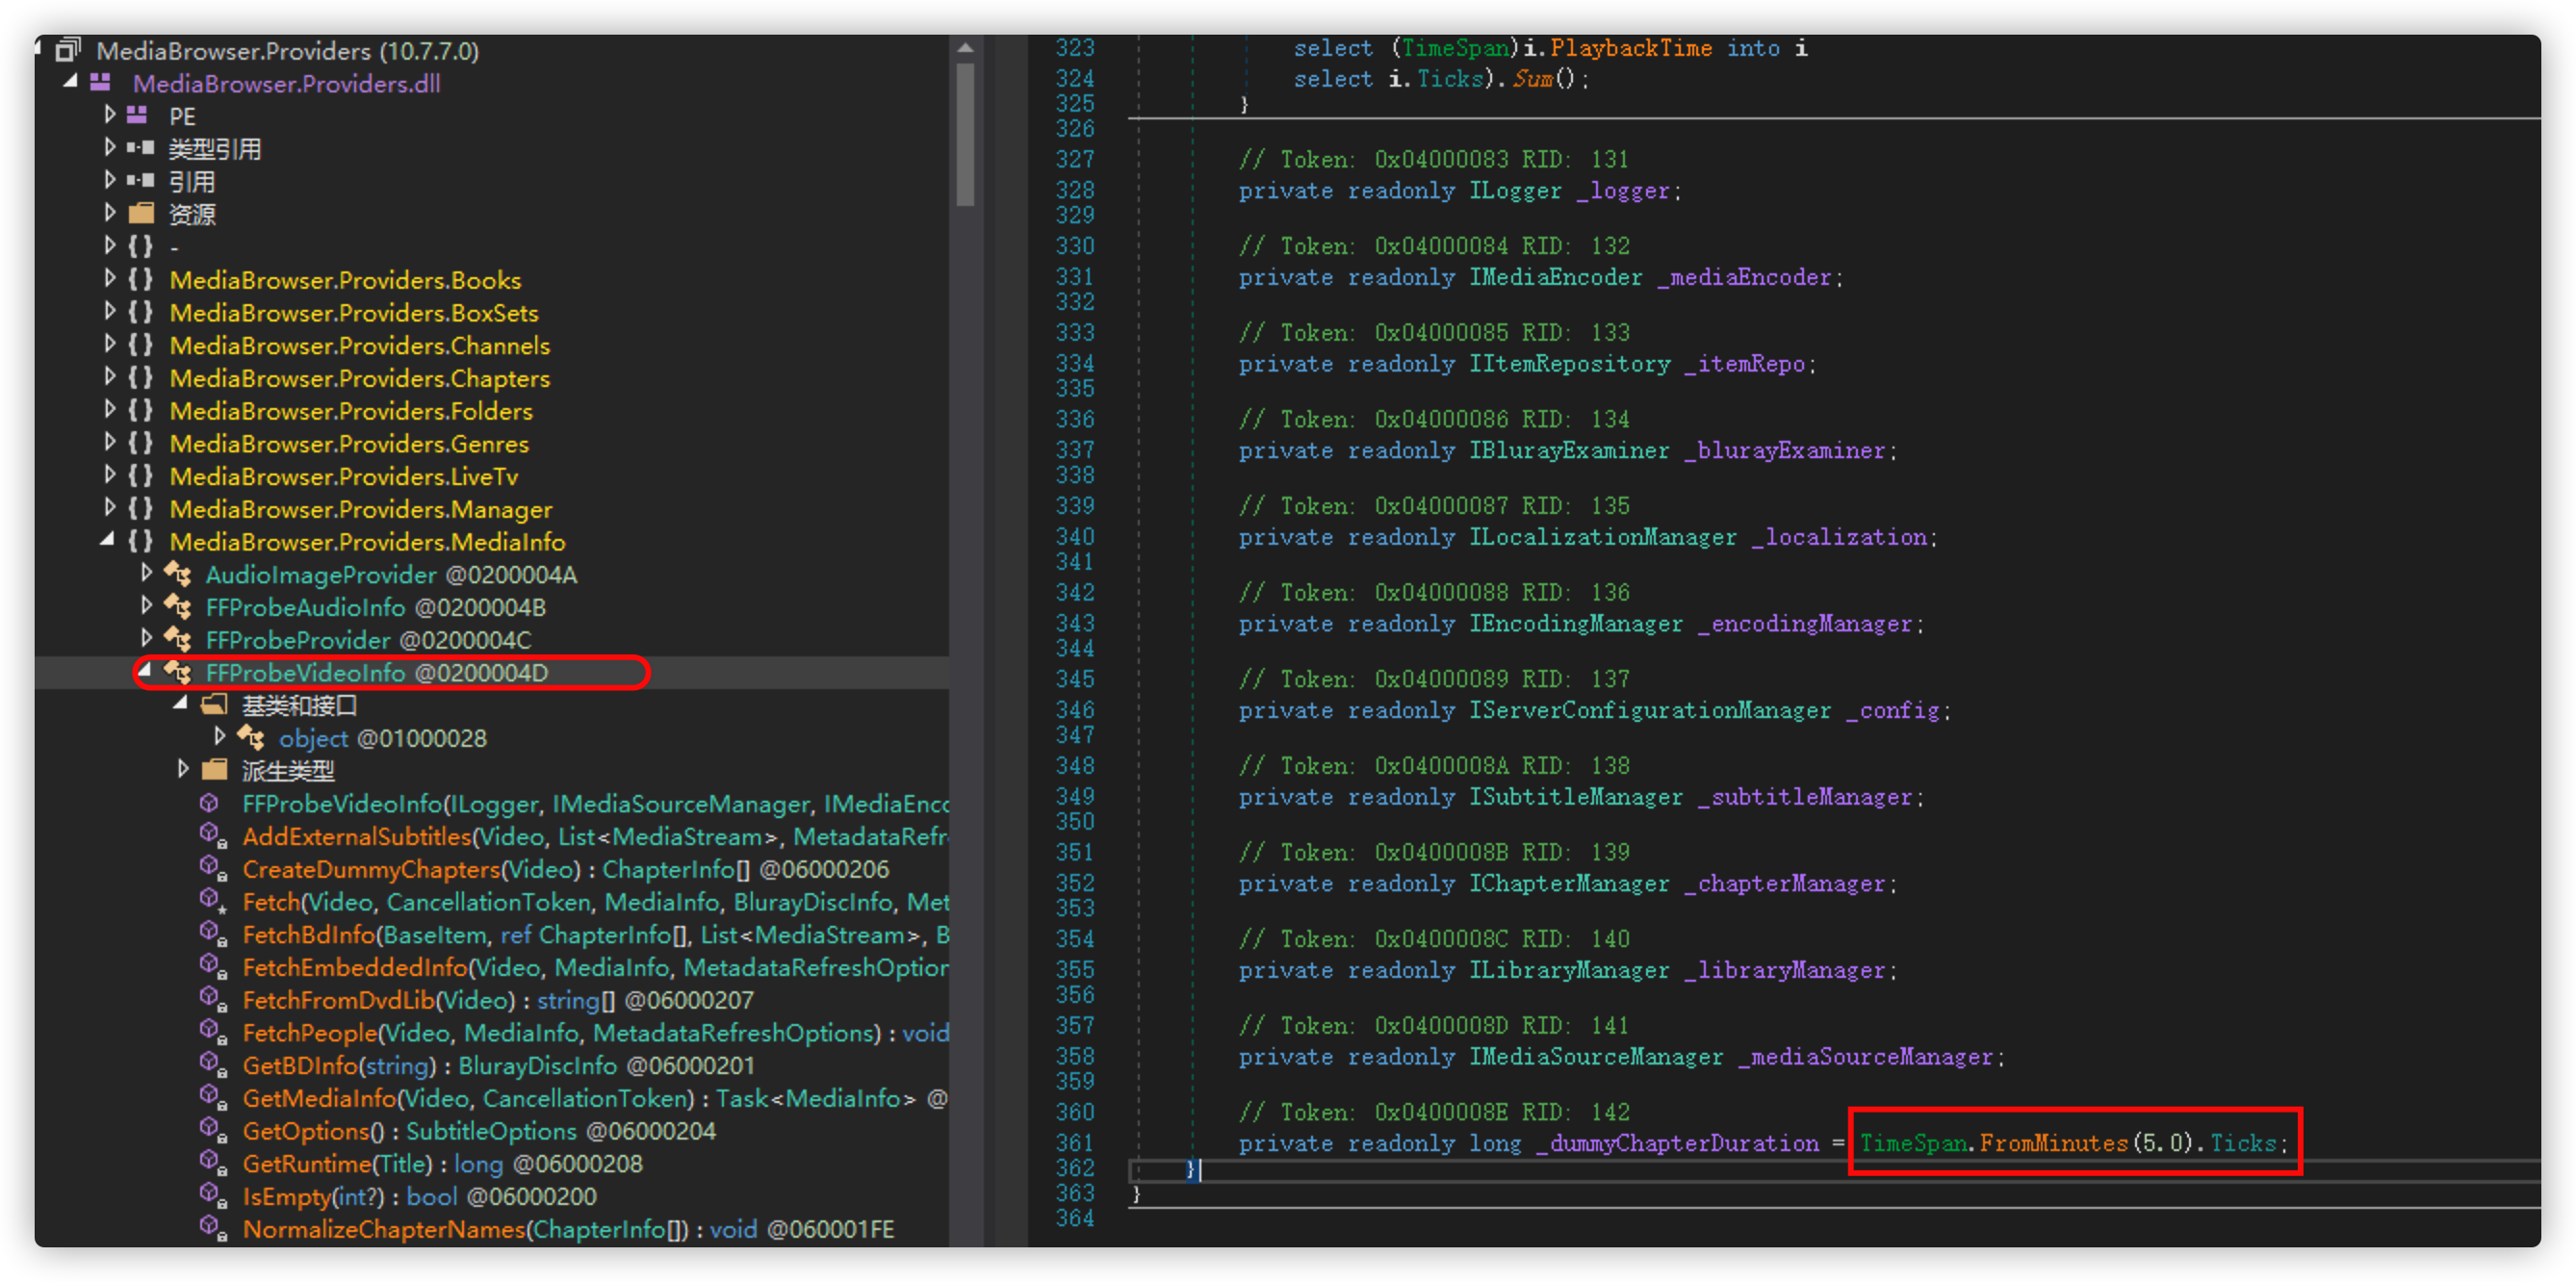 MediaBrowser.Providers (10.7.7.0)
MediaBrowser.Providers.dll
PE
类型引用
引用
资源
{ } -
{ } MediaBrowser.Providers.Books
{ } MediaBrowser.Providers.BoxSets
{ } MediaBrowser.Providers.Channels
{ } MediaBrowser.Providers.Chapters
{ } MediaBrowser.Providers.Folders
{ } MediaBrowser.Providers.Genres
{ } MediaBrowser.Providers.LiveTv
{ } MediaBrowser.Providers.Manager
{ } MediaBrowser.Providers.MediaInfo
AudioImageProvider @0200004A
FFProbeAudioInfo @0200004B
FFProbeProvider @0200004C
FFProbeVideoInfo @0200004D
基类和接口
object @01000028
派生类型
FFProbeVideoInfo(ILogger, IMediaSourceManager, IMediaEnco
AddExternalSubtitles(Video, List<MediaStream>, MetadataRefr
CreateDummyChapters(Video) : ChapterInfo[] @06000206
Fetch(Video, CancellationToken, MediaInfo, BlurayDiscInfo, Met
FetchBdInfo(BaseItem, ref ChapterInfo[], List<MediaStream>, B
FetchEmbeddedInfo(Video, MediaInfo, MetadataRefreshOption
FetchFromDvdLib(Video) : string[] @06000207
FetchPeople(Video, MediaInfo, MetadataRefreshOptions) : void
GetBDInfo(string) : BlurayDiscInfo @06000201
GetMediaInfo(Video, CancellationToken) : Task<MediaInfo> @
GetOptions() : SubtitleOptions @06000204
GetRuntime(Title) : long @06000208
IsEmpty(int?) : bool @06000200
NormalizeChapterNames(ChapterInfo[]) : void @060001FE
323 select (TimeSpan)i.PlaybackTime into i
324 select i.Ticks).Sum();
325 }
326
327 // Token: 0x04000083 RID: 131
328 private readonly ILogger _logger;
329
330 // Token: 0x04000084 RID: 132
331 private readonly IMediaEncoder _mediaEncoder;
332
333 // Token: 0x04000085 RID: 133
334 private readonly IItemRepository _itemRepo;
335
336 // Token: 0x04000086 RID: 134
337 private readonly IBlurayExaminer _blurayExaminer;
338
339 // Token: 0x04000087 RID: 135
340 private readonly ILocalizationManager _localization;
341
342 // Token: 0x04000088 RID: 136
343 private readonly IEncodingManager _encodingManager;
344
345 // Token: 0x04000089 RID: 137
346 private readonly IServerConfigurationManager _config;
347
348 // Token: 0x0400008A RID: 138
349 private readonly ISubtitleManager _subtitleManager;
350
351 // Token: 0x0400008B RID: 139
352 private readonly IChapterManager _chapterManager;
353
354 // Token: 0x0400008C RID: 140
355 private readonly ILibraryManager _libraryManager;
356
357 // Token: 0x0400008D RID: 141
358 private readonly IMediaSourceManager _mediaSourceManager;
359
360 // Token: 0x0400008E RID: 142
361 private readonly long _dummyChapterDuration = TimeSpan.FromMinutes(5.0).Ticks;
362 }
363 }
364